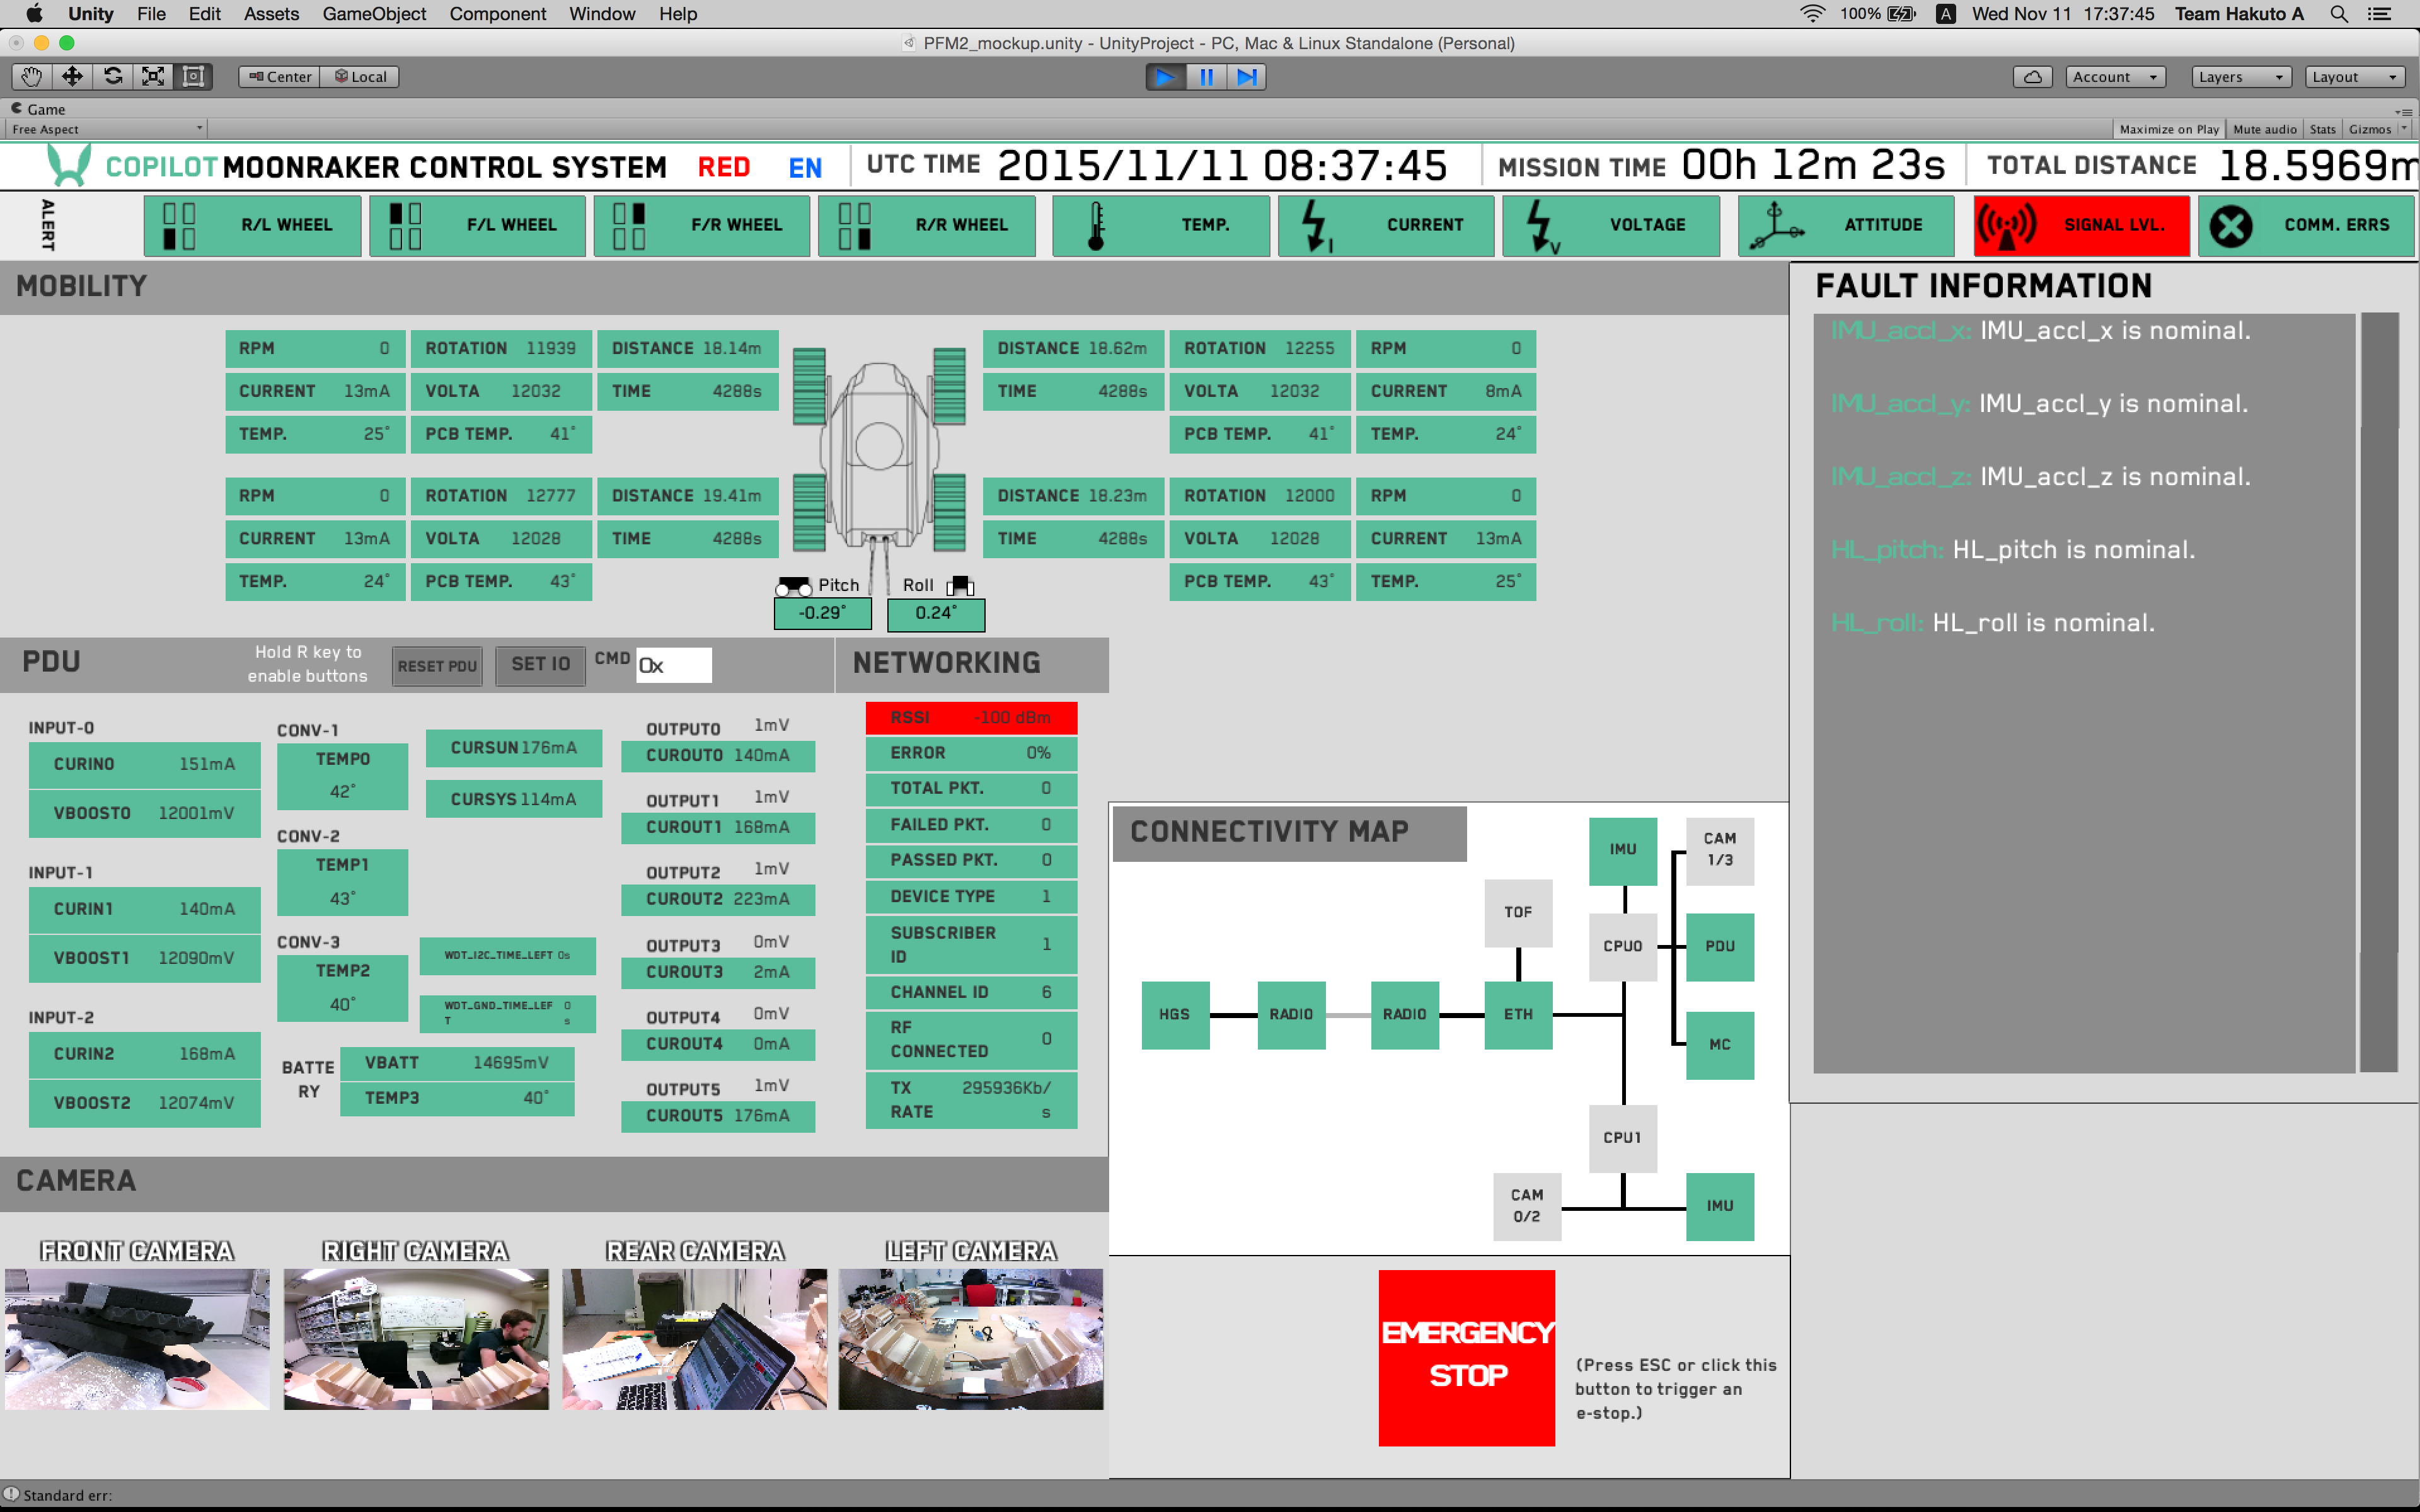 Unity File Edit Assets GameObject Component Window Help 100% A Wed Nov 11 17:37:45 Team Hakuto A
PFM2_mockup.unity - UnityProject - PC, Mac & Linux Standalone (Personal)
Center Local Account Layers Layout
Game
Free Aspect Maximize on Play Mute audio Stats Gizmos
COPILOT MOONRAKER CONTROL SYSTEM RED EN UTC TIME 2015/11/11 08:37:45 MISSION TIME 00h 12m 23s TOTAL DISTANCE 18.5969m
ALERT R/L WHEEL F/L WHEEL F/R WHEEL R/R WHEEL TEMP. I CURRENT V VOLTAGE ATTITUDE SIGNAL LVL. COMM. ERRS
MOBILITY
RPM 0 ROTATION 11939 DISTANCE 18.14m DISTANCE 18.62m ROTATION 12255 RPM 0
CURRENT 13mA VOLTA 12032 TIME 4288s TIME 4288s VOLTA 12032 CURRENT 8mA
TEMP. 25° PCB TEMP. 41° PCB TEMP. 41° TEMP. 24°
RPM 0 ROTATION 12777 DISTANCE 19.41m DISTANCE 18.23m ROTATION 12000 RPM 0
CURRENT 13mA VOLTA 12028 TIME 4288s TIME 4288s VOLTA 12028 CURRENT 13mA
TEMP. 24° PCB TEMP. 43° PCB TEMP. 43° TEMP. 25°
Pitch Roll
-0.29° 0.24°
FAULT INFORMATION
IMU_accl_x: IMU_accl_x is nominal.
IMU_accl_y: IMU_accl_y is nominal.
IMU_accl_z: IMU_accl_z is nominal.
HL_pitch: HL_pitch is nominal.
HL_roll: HL_roll is nominal.
PDU
Hold R key to
enable buttons
RESET PDU SET IO CMD 0x
INPUT-0
CURIN0 151mA
VBOOST0 12001mV
INPUT-1
CURIN1 140mA
VBOOST1 12090mV
INPUT-2
CURIN2 168mA
VBOOST2 12074mV
CONV-1
TEMP0
42°
CONV-2
TEMP1
43°
CONV-3
TEMP2
40°
CURSUN 176mA
CURSYS 114mA
WDT_I2C_TIME_LEFT 0s
WDT_GND_TIME_LEF 0
T s
BATTE
RY
VBATT 14695mV
TEMP3 40°
OUTPUT0 1mV
CUROUT0 140mA
OUTPUT1 1mV
CUROUT1 168mA
OUTPUT2 1mV
CUROUT2 223mA
OUTPUT3 0mV
CUROUT3 2mA
OUTPUT4 0mV
CUROUT4 0mA
OUTPUT5 1mV
CUROUT5 176mA
NETWORKING
RSSI -100 dBm
ERROR 0%
TOTAL PKT. 0
FAILED PKT. 0
PASSED PKT. 0
DEVICE TYPE 1
SUBSCRIBER
ID 1
CHANNEL ID 6
RF
CONNECTED 0
TX 295936Kb/
RATE s
CONNECTIVITY MAP
IMU
CAM
1/3
TOF
CPU0
PDU
HGS RADIO RADIO ETH
MC
CPU1
CAM
0/2
IMU
CAMERA
FRONT CAMERA RIGHT CAMERA REAR CAMERA LEFT CAMERA
EMERGENCY
STOP
(Press ESC or click this
button to trigger an
e-stop.)
Standard err: